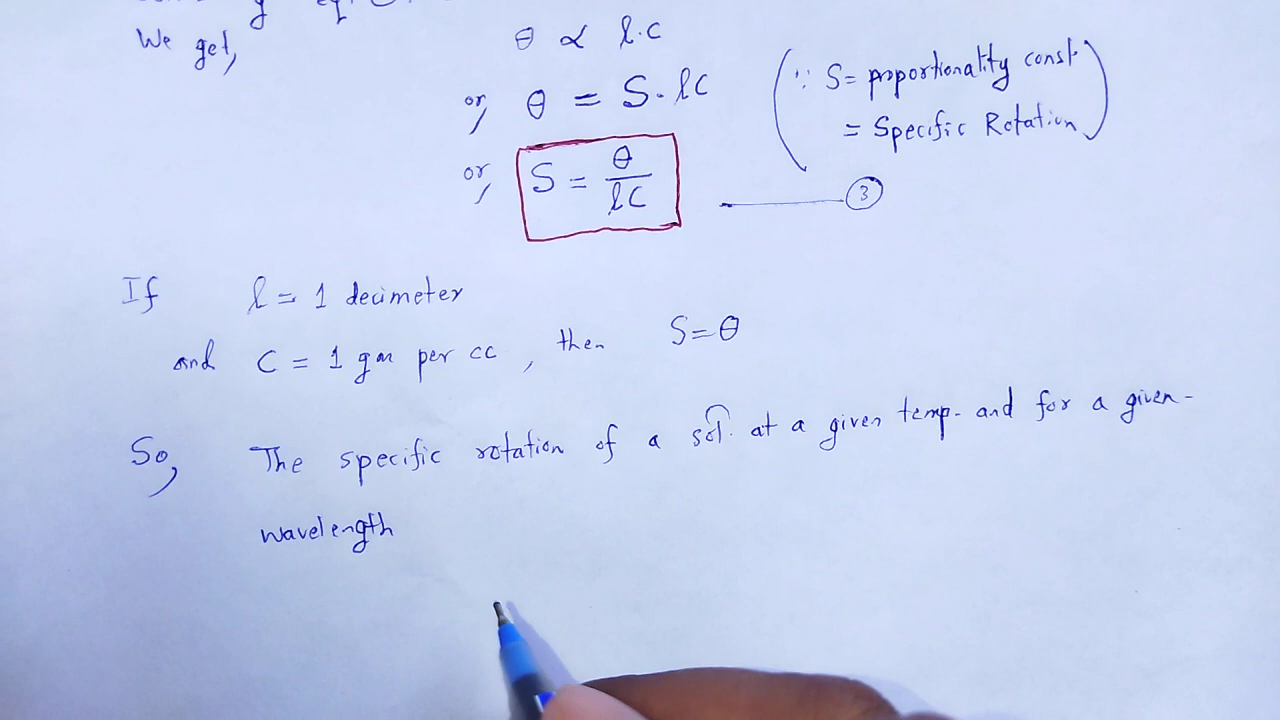 We get,
θ ∝ l.C
or, θ = S. lC
(∵ S = proportionality const
= Specific Rotation)
or, S = θ/lC ——— ③
If l = 1 decimeter
and C = 1 gm per cc, then S = θ
So, The specific rotation of a sol. at a given temp. and for a given-
wavelength